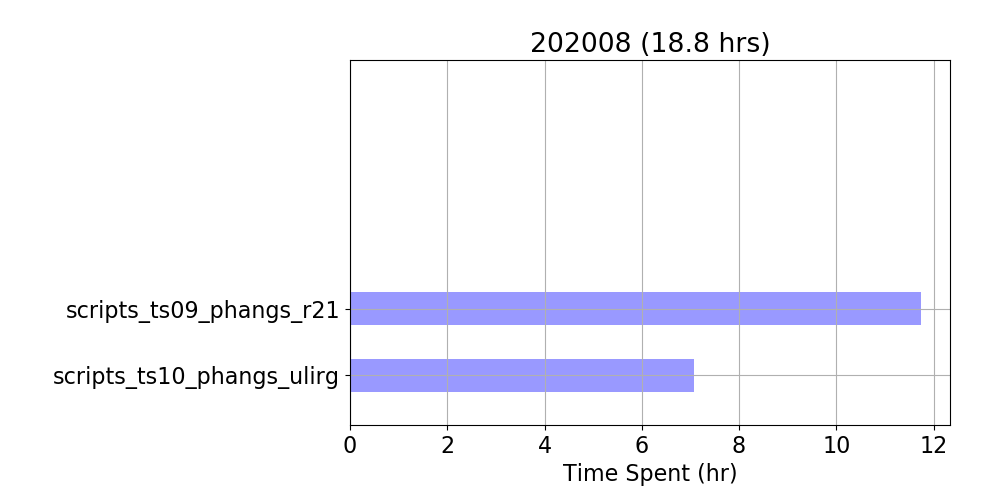 202008 (18.8 hrs)
scripts_ts09_phangs_r21
scripts_ts10_phangs_ulirg
0 2 4 6 8 10 12
Time Spent (hr)